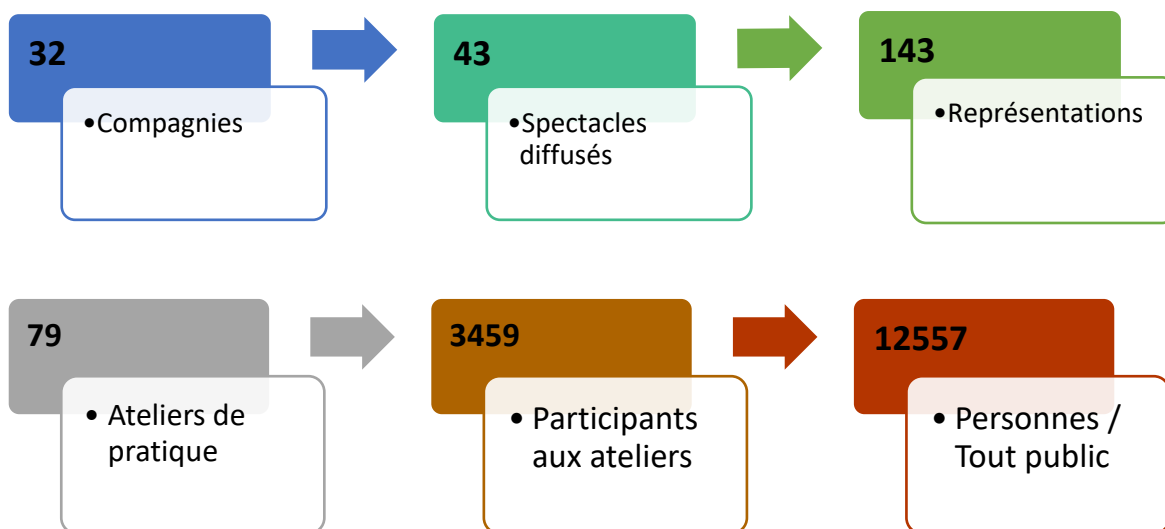 32
•Compagnies
43
•Spectacles
diffusés
143
•Représentations
79
• Ateliers de
pratique
3459
• Participants
aux ateliers
12557
• Personnes /
Tout public